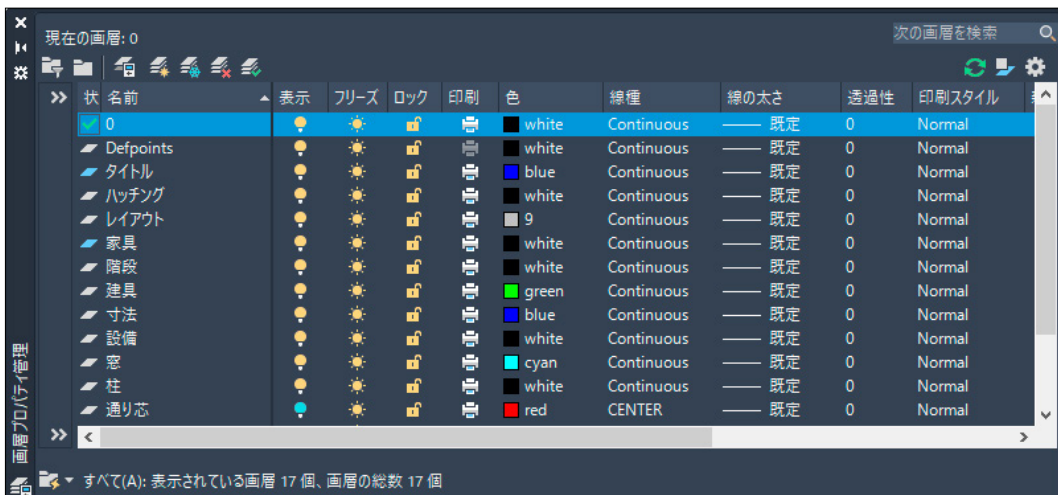 現在の画層: 0
次の画層を検索
状 名前 表示 フリーズ ロック 印刷 色 線種 線の太さ 透過性 印刷スタイル
0 white Continuous 既定 0 Normal
Defpoints white Continuous 既定 0 Normal
タイトル blue Continuous 既定 0 Normal
ハッチング white Continuous 既定 0 Normal
レイアウト 9 Continuous 既定 0 Normal
家具 white Continuous 既定 0 Normal
階段 white Continuous 既定 0 Normal
建具 green Continuous 既定 0 Normal
寸法 blue Continuous 既定 0 Normal
設備 white Continuous 既定 0 Normal
窓 cyan Continuous 既定 0 Normal
柱 white Continuous 既定 0 Normal
通り芯 red CENTER 既定 0 Normal
すべて(A): 表示されている画層 17 個、画層の総数 17 個
画層プロパティ管理